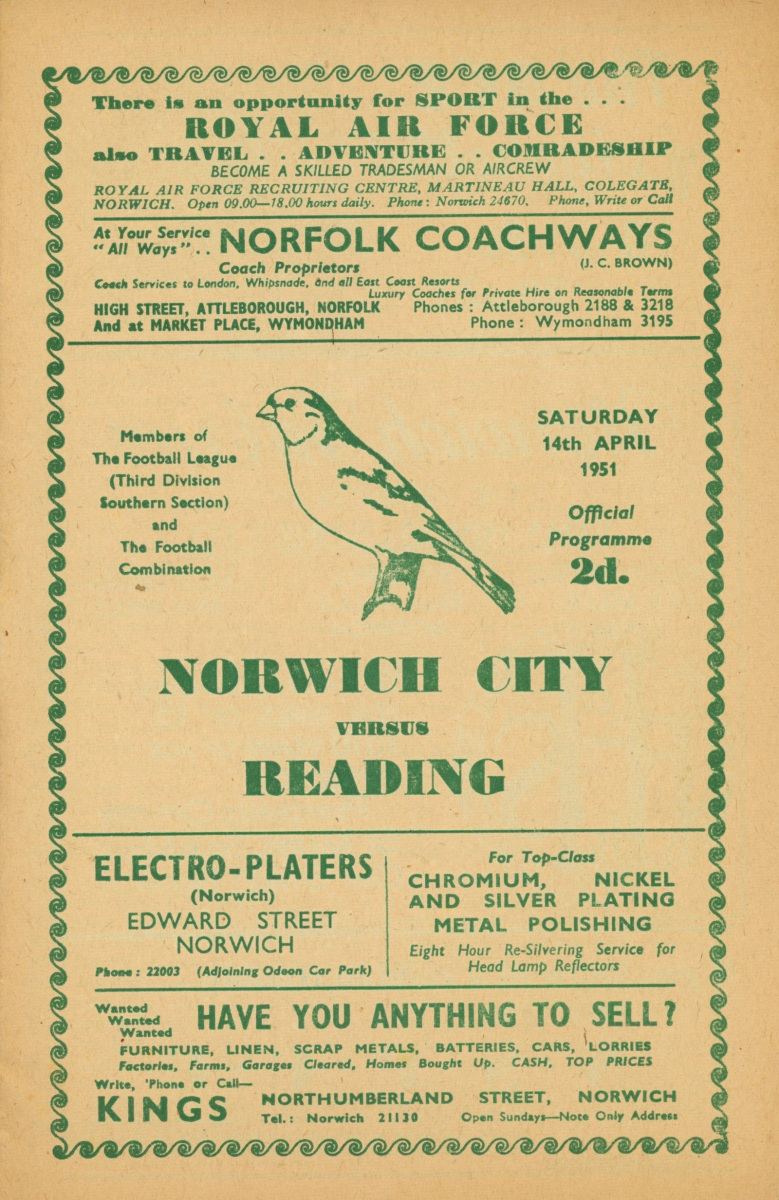 There is an opportunity for SPORT in the . . .
ROYAL AIR FORCE
also TRAVEL . . ADVENTURE . . COMRADESHIP
BECOME A SKILLED TRADESMAN OR AIRCREW
ROYAL AIR FORCE RECRUITING CENTRE, MARTINEAU HALL, COLEGATE,
NORWICH. Open 09.00—18.00 hours daily. Phone: Norwich 24670. Phone, Write or Call
At Your Service
"All Ways" . .
NORFOLK COACHWAYS
Coach Proprietors
(J. C. BROWN)
Coach Services to London, Whipsnade, and all East Coast Resorts
Luxury Coaches for Private Hire on Reasonable Terms
HIGH STREET, ATTLEBOROUGH, NORFOLK Phones : Attleborough 2188 & 3218
And at MARKET PLACE, WYMONDHAM Phone : Wymondham 3195
Members of
The Football League
(Third Division
Southern Section)
and
The Football
Combination
SATURDAY
14th APRIL
1951
Official
Programme
2d.
NORWICH CITY
VERSUS
READING
ELECTRO-PLATERS
(Norwich)
EDWARD STREET
NORWICH
Phone : 22003 (Adjoining Odeon Car Park)
For Top-Class
CHROMIUM, NICKEL
AND SILVER PLATING
METAL POLISHING
Eight Hour Re-Silvering Service for
Head Lamp Reflectors
Wanted
Wanted
Wanted
HAVE YOU ANYTHING TO SELL ?
FURNITURE, LINEN, SCRAP METALS, BATTERIES, CARS, LORRIES
Factories, Farms, Garages Cleared, Homes Bought Up. CASH, TOP PRICES
Write, 'Phone or Call—
KINGS
NORTHUMBERLAND STREET, NORWICH
Tel.: Norwich 21130 Open Sundays—Note Only Address